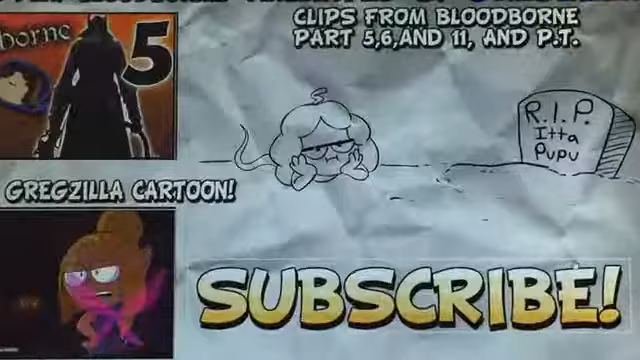 CLIPS FROM BLOODBORNE
PART 5,6,AND 11, AND P.T.
borne
5
R.I.P.
Itta
Pupu
GREGZILLA CARTOON!
SUBSCRIBE!